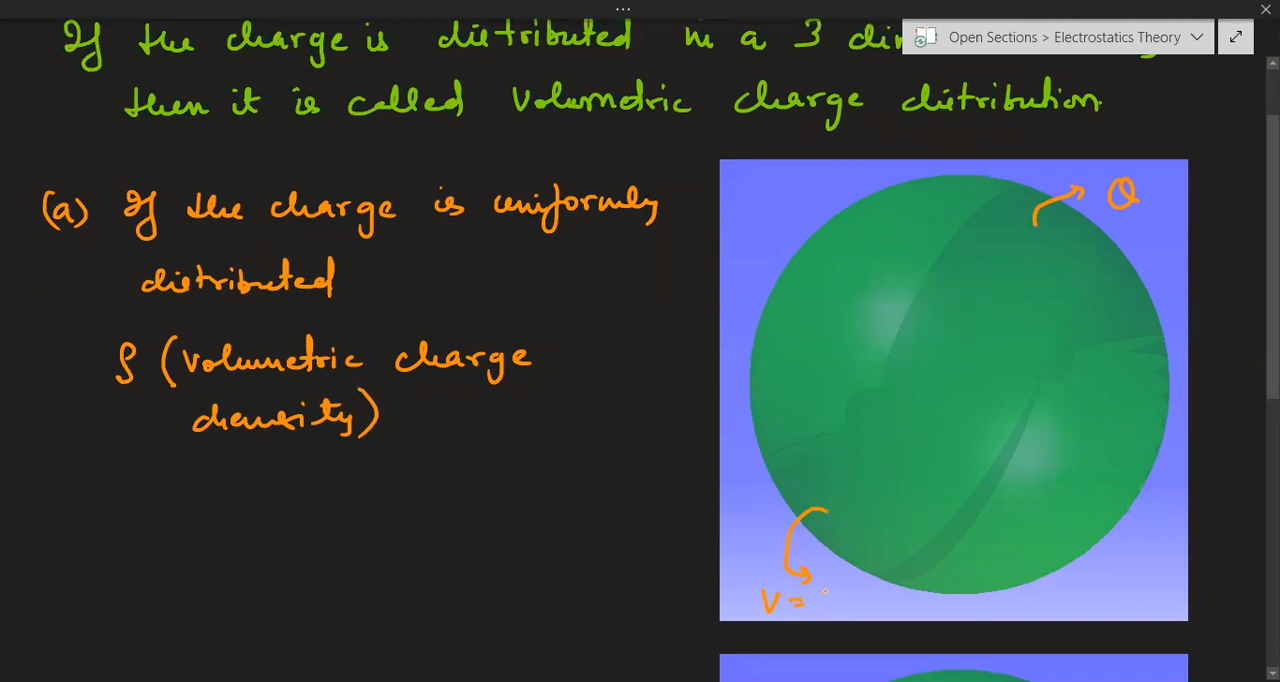 If the charge is distributed in a 3 di
Open Sections > Electrostatics Theory
then it is called volumetric charge distribution.
(a) If the charge is uniformly
distributed
ρ (volumetric charge
density)
Q
V =